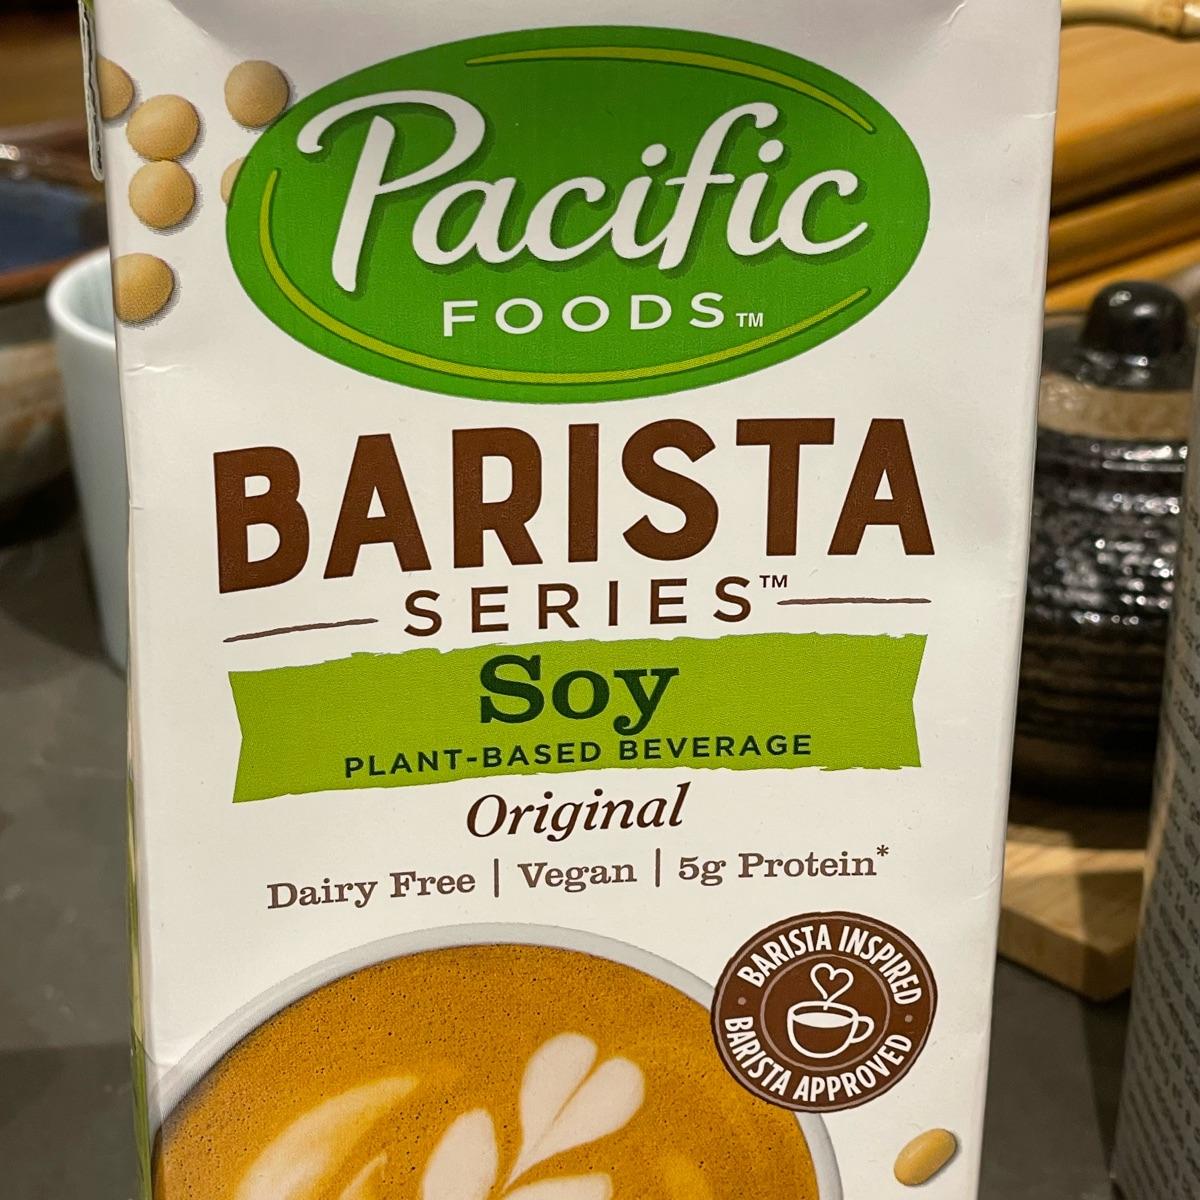 Pacific
FOODS™
BARISTA
SERIES™
Soy
PLANT-BASED BEVERAGE
Original
Dairy Free | Vegan | 5g Protein*
BARISTA INSPIRED
BARISTA APPROVED